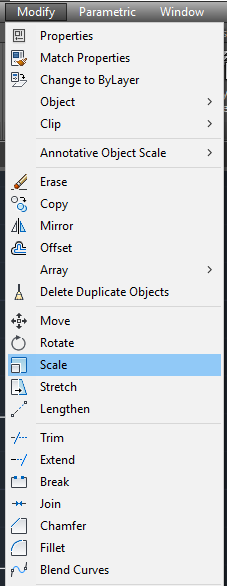 Modify Parametric Window
Properties
Match Properties
Change to ByLayer
Object
Clip
Annotative Object Scale
Erase
Copy
Mirror
Offset
Array
Delete Duplicate Objects
Move
Rotate
Scale
Stretch
Lengthen
Trim
Extend
Break
Join
Chamfer
Fillet
Blend Curves